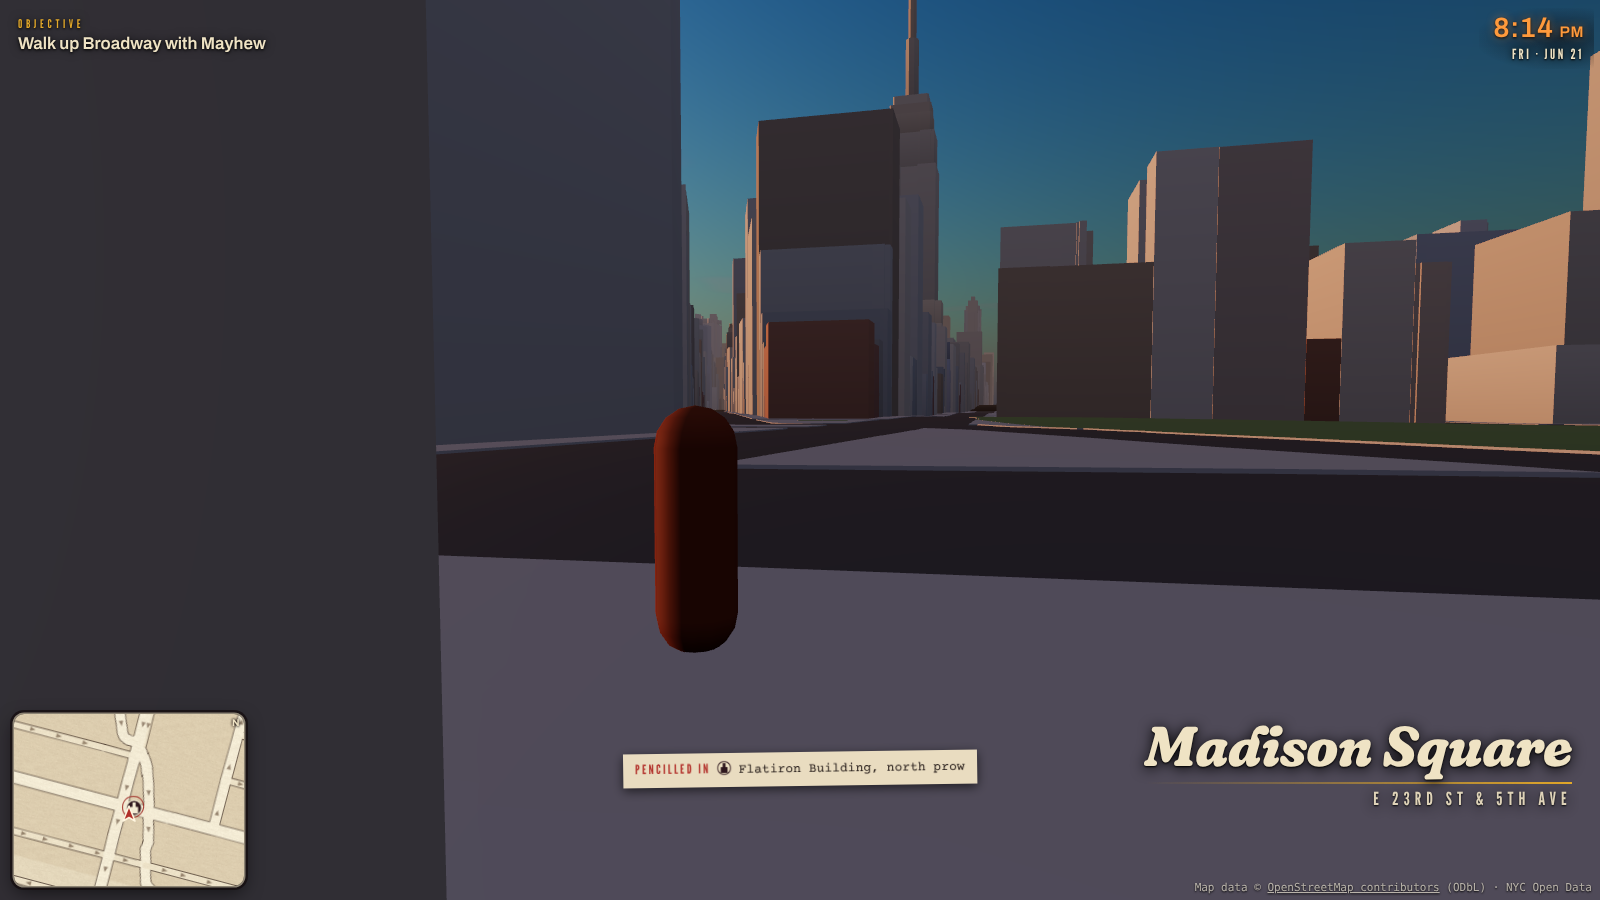 OBJECTIVE
Walk up Broadway with Mayhew
8:14 PM
FRI · JUN 21
N
PENCILLED IN Flatiron Building, north prow
Madison Square
E 23RD ST & 5TH AVE
Map data © OpenStreetMap contributors (ODbL) · NYC Open Data